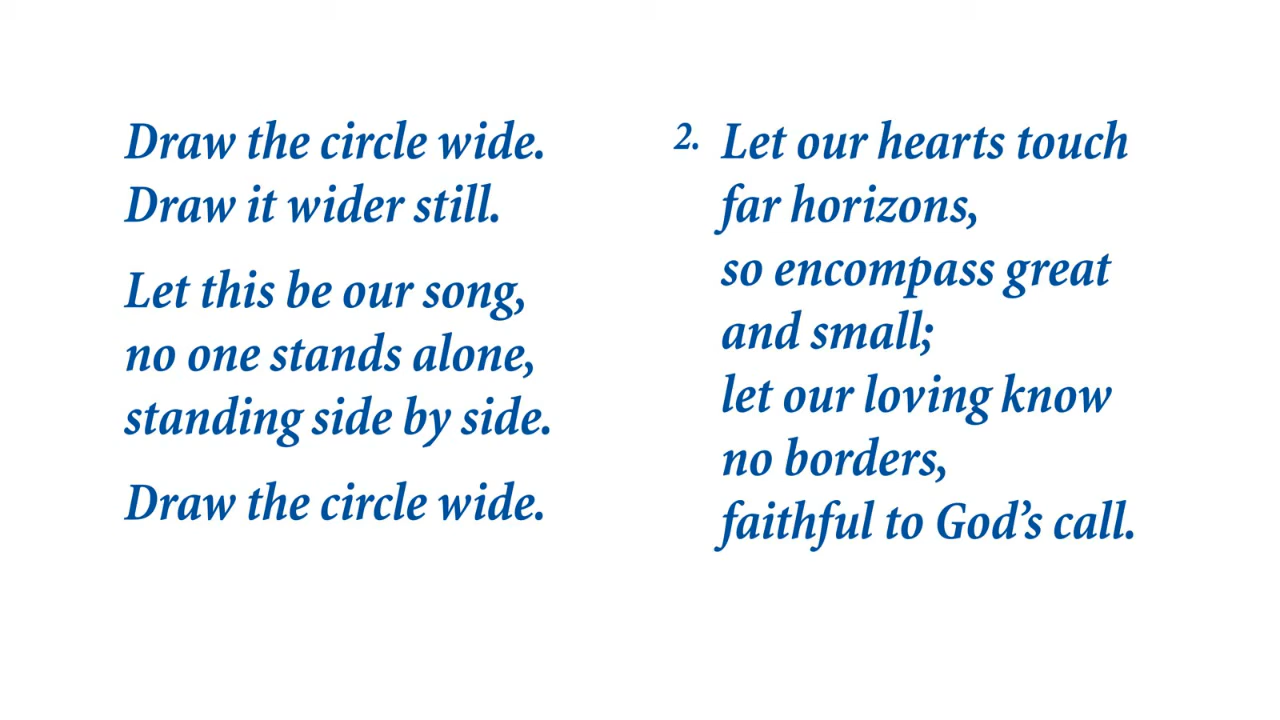 Draw the circle wide.
Draw it wider still.
Let this be our song,
no one stands alone,
standing side by side.
Draw the circle wide.
2. Let our hearts touch
far horizons,
so encompass great
and small;
let our loving know
no borders,
faithful to God’s call.